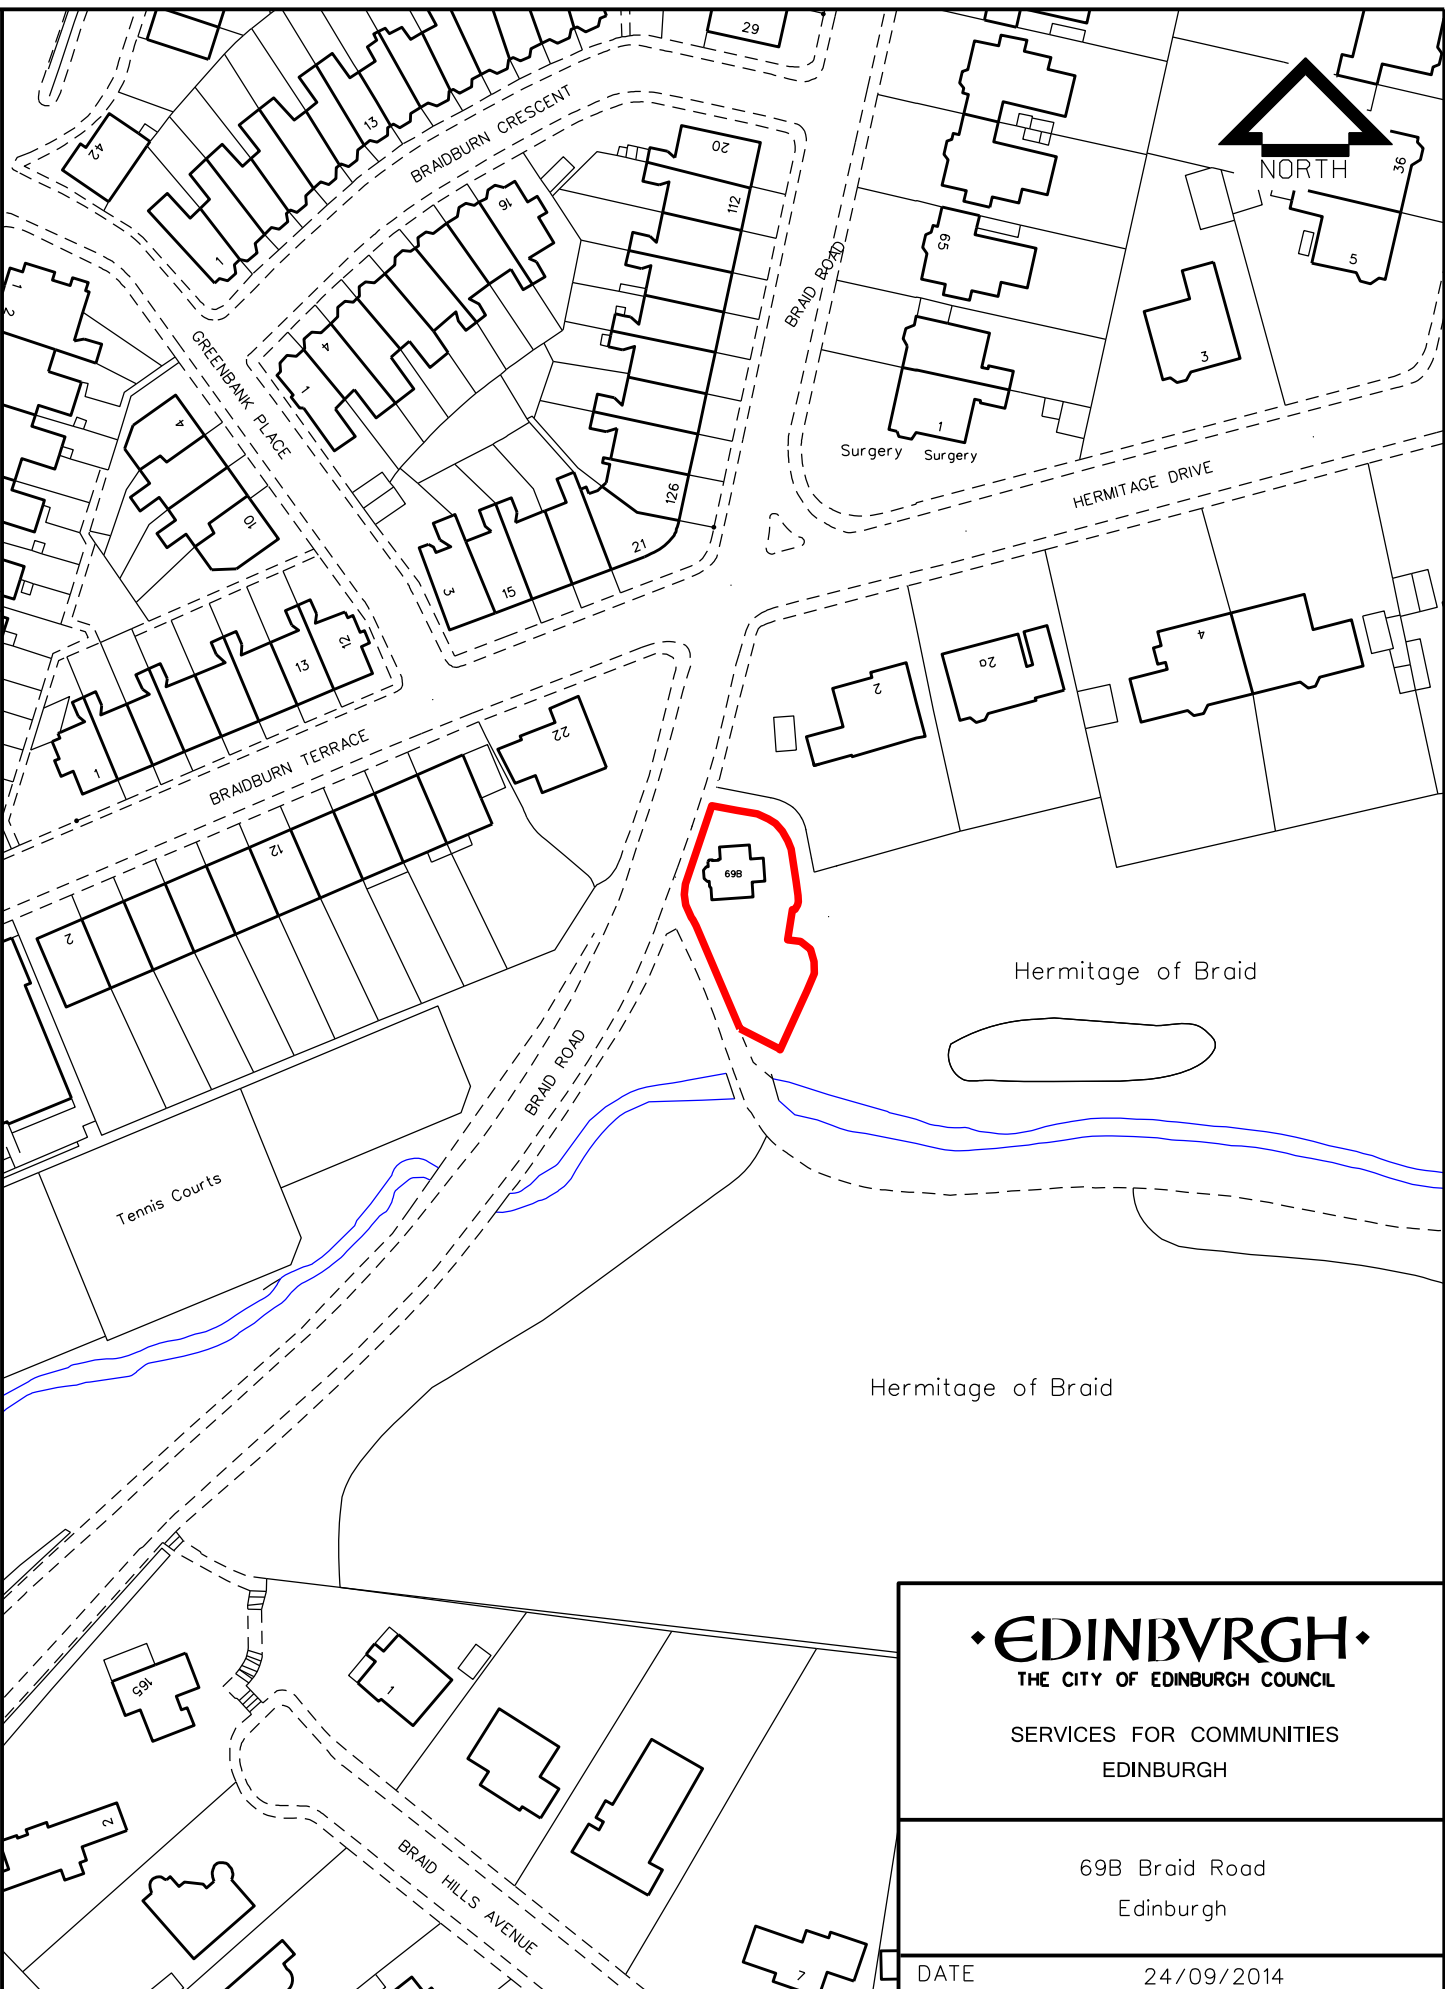 29
42
13
BRAIDBURN CRESCENT
20
NORTH
36
112
16
1
65
5
BRAID ROAD
1
2
GREENBANK PLACE
4
1
3
4
1
Surgery Surgery
HERMITAGE DRIVE
126
10
21
3
15
4
13
12
2
2a
22
1
BRAIDBURN TERRACE
12
69B
2
Hermitage of Braid
BRAID ROAD
Tennis Courts
Hermitage of Braid
165
1
2
BRAID HILLS AVENUE
7
EDINBVRGH
THE CITY OF EDINBURGH COUNCIL
SERVICES FOR COMMUNITIES
EDINBURGH
69B Braid Road
Edinburgh
DATE 24/09/2014